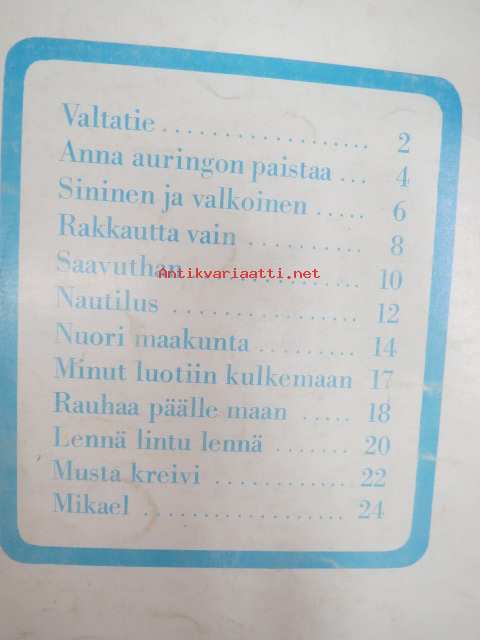 Valtatie .................. 2
Anna auringon paistaa ... 4
Sininen ja valkoinen ..... 6
Rakkautta vain .......... 8
Saavuthan ............ 10
Antikvariaatti.net
Nautilus ................ 12
Nuori maakunta ......... 14
Minut luotiin kulkemaan 17
Rauhaa päälle maan ..... 18
Lennä lintu lennä ....... 20
Musta kreivi ............ 22
Mikael .................. 24